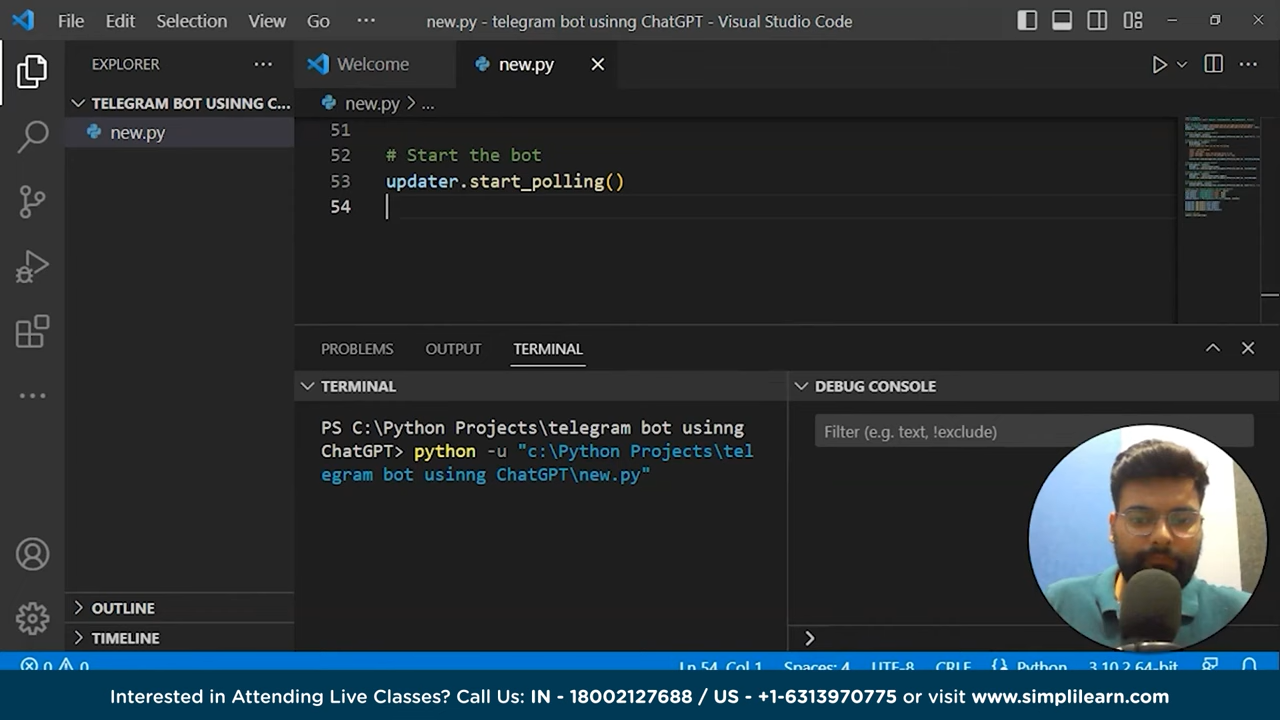 File Edit Selection View Go ··· new.py - telegram bot usinng ChatGPT - Visual Studio Code
EXPLORER ···
Welcome
new.py
TELEGRAM BOT USINNG C...
new.py
new.py > ...
51
52 # Start the bot
53 updater.start_polling()
54
PROBLEMS OUTPUT TERMINAL
TERMINAL
PS C:\Python Projects\telegram bot usinng
ChatGPT> python -u "c:\Python Projects\tel
egram bot usinng ChatGPT\new.py"
DEBUG CONSOLE
Filter (e.g. text, !exclude)
OUTLINE
TIMELINE
0 0 Ln 54, Col 1 Spaces: 4 UTF-8 CRLF Python 3.10.2 64-bit
Interested in Attending Live Classes? Call Us: IN - 18002127688 / US - +1-6313970775 or visit www.simplilearn.com